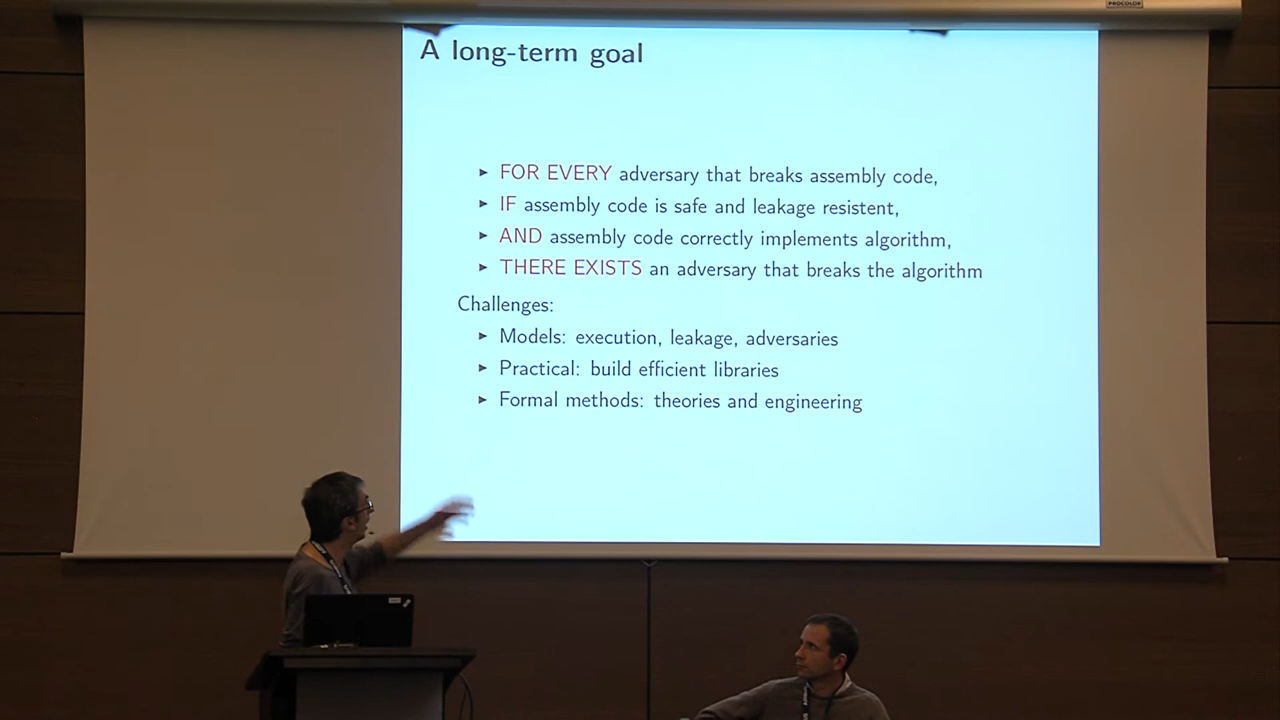 PROCOLOR
A long-term goal
► FOR EVERY adversary that breaks assembly code,
► IF assembly code is safe and leakage resistent,
► AND assembly code correctly implements algorithm,
► THERE EXISTS an adversary that breaks the algorithm
Challenges:
► Models: execution, leakage, adversaries
► Practical: build efficient libraries
► Formal methods: theories and engineering